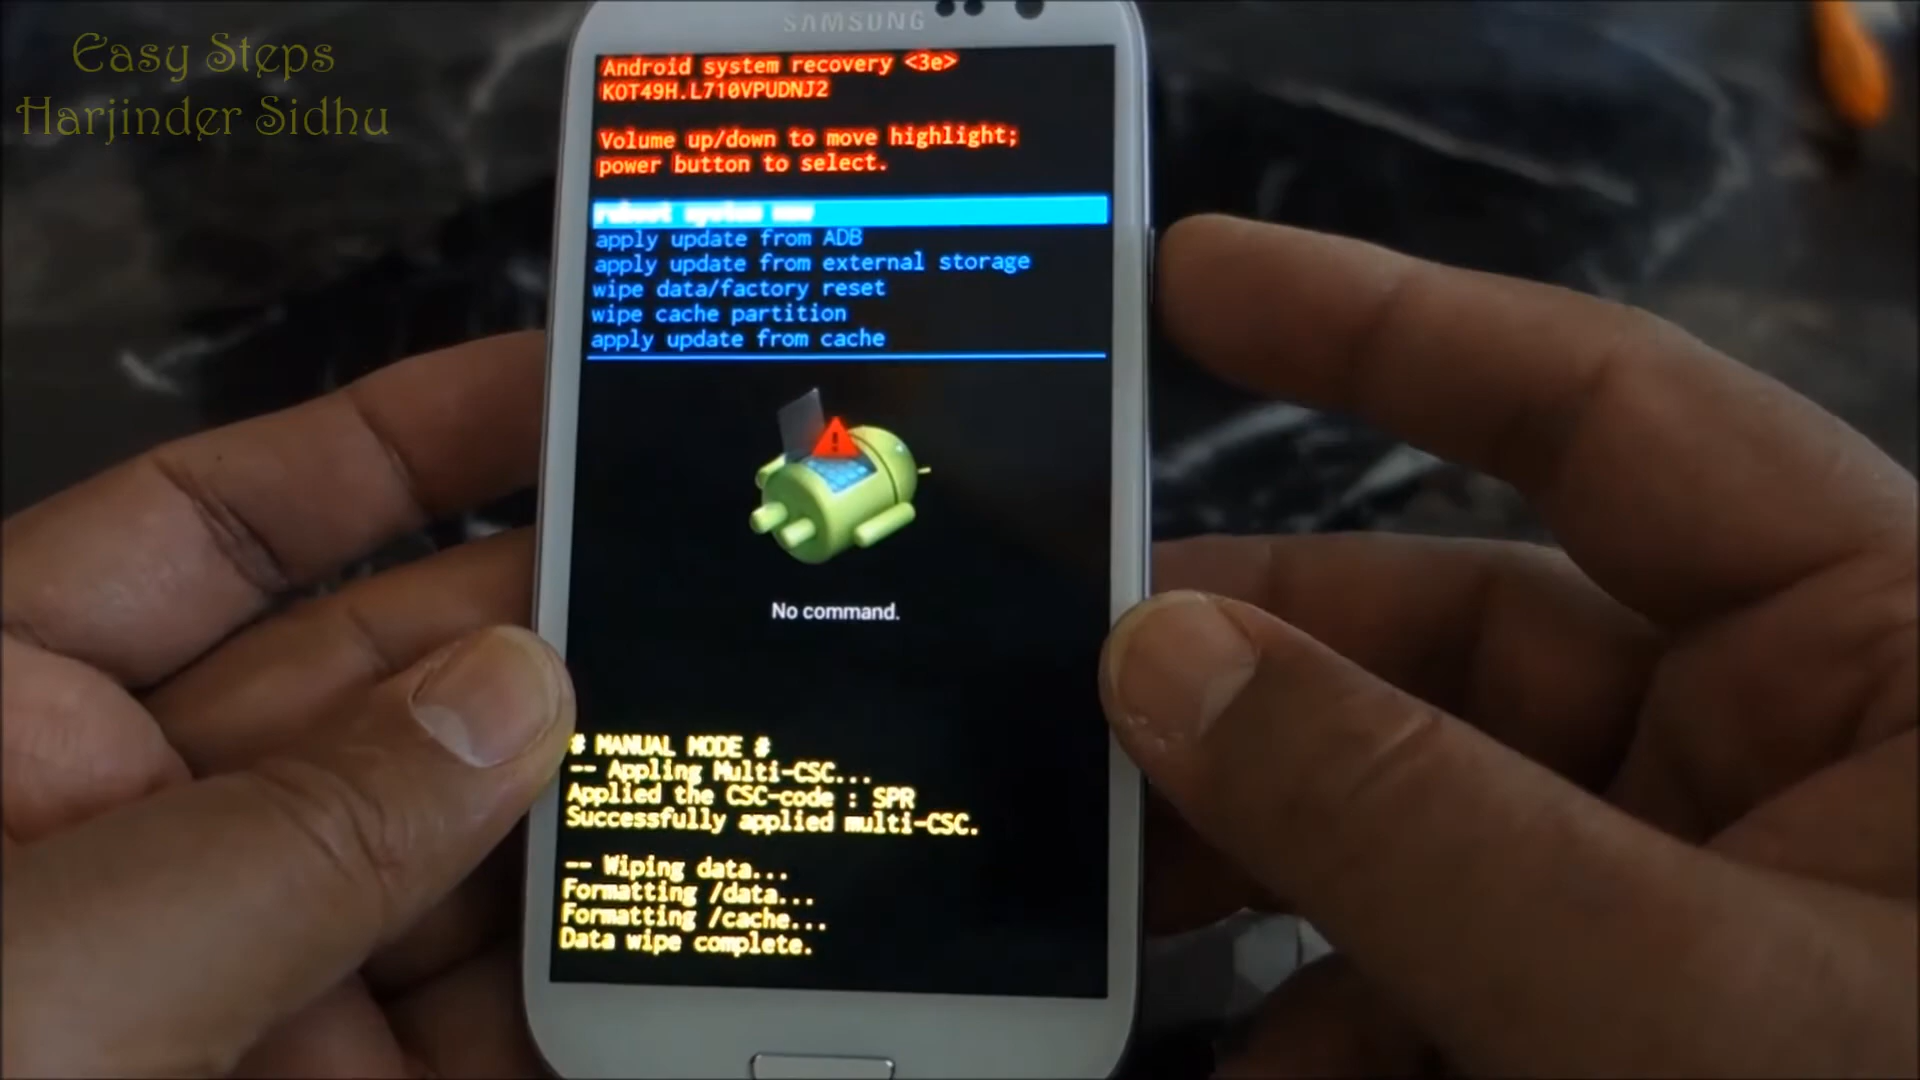 Easy Steps
Harjinder Sidhu
SAMSUNG
Android system recovery <3e>
KOT49H.L710VPUDNJ2
Volume up/down to move highlight;
power button to select.
reboot system now
apply update from ADB
apply update from external storage
wipe data/factory reset
wipe cache partition
apply update from cache
No command.
# MANUAL MODE #
-- Appling Multi-CSC...
Applied the CSC-code : SPR
Successfully applied multi-CSC.
-- Wiping data...
Formatting /data...
Formatting /cache...
Data wipe complete.